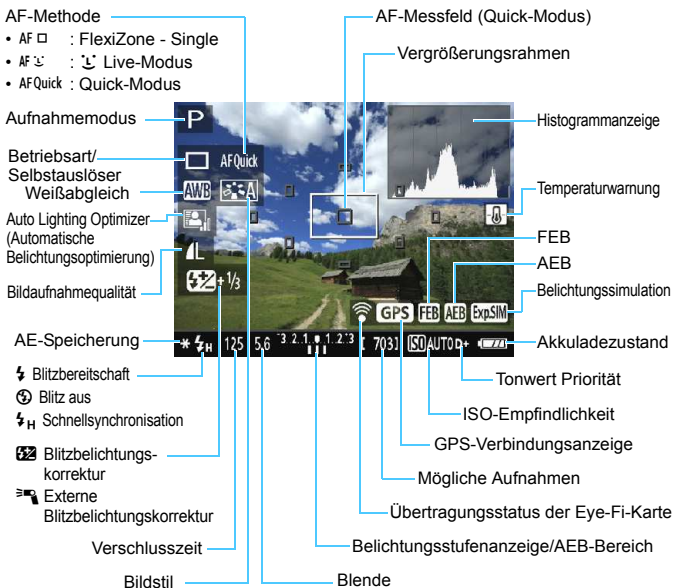 AF-Methode
• AF □ : FlexiZone - Single
• AF : Live-Modus
• AFQuick : Quick-Modus
Aufnahmemodus
Betriebsart/
Selbstauslöser
Weißabgleich
Auto Lighting Optimizer
(Automatische
Belichtungsoptimierung)
Bildaufnahmequalität
AE-Speicherung
Blitzbereitschaft
Blitz aus
H Schnellsynchronisation
Blitzbelichtungs-
korrektur
Externe
Blitzbelichtungskorrektur
Verschlusszeit
Bildstil
AF-Messfeld (Quick-Modus)
Vergrößerungsrahmen
Histogrammanzeige
Temperaturwarnung
FEB
AEB
Belichtungssimulation
Akkuladezustand
Tonwert Priorität
ISO-Empfindlichkeit
GPS-Verbindungsanzeige
Mögliche Aufnahmen
Übertragungsstatus der Eye-Fi-Karte
Belichtungsstufenanzeige/AEB-Bereich
Blende
P
AFQuick
AWB
A
L
+1/3
GPS FEB AEB Exp.SIM
H 125 5.6 3..2..1..1..2..3 [ 703] ISO AUTO D+